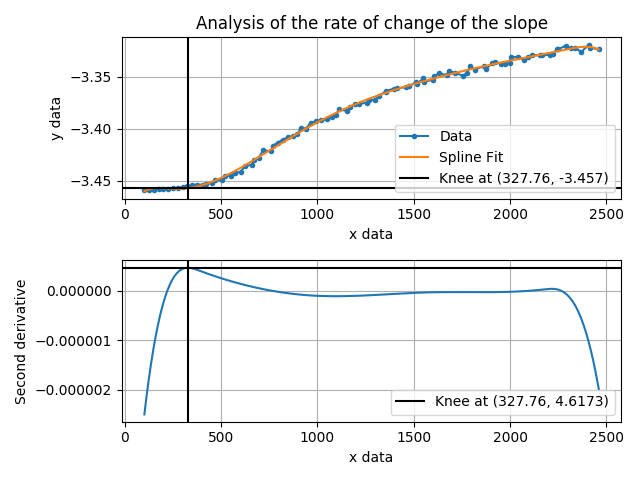 Analysis of the rate of change of the slope
y data
−3.35
−3.40
−3.45
Data
Spline Fit
Knee at (327.76, -3.457)
0 500 1000 1500 2000 2500
x data
Second derivative
0.000000
−0.000001
−0.000002
Knee at (327.76, 4.6173)
0 500 1000 1500 2000 2500
x data